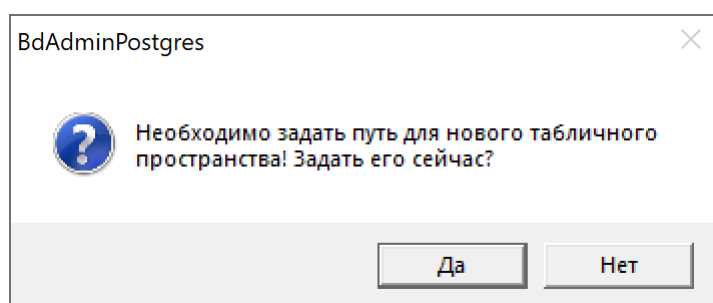 BdAdminPostgres
Необходимо задать путь для нового табличного
пространства! Задать его сейчас?
Да
Нет